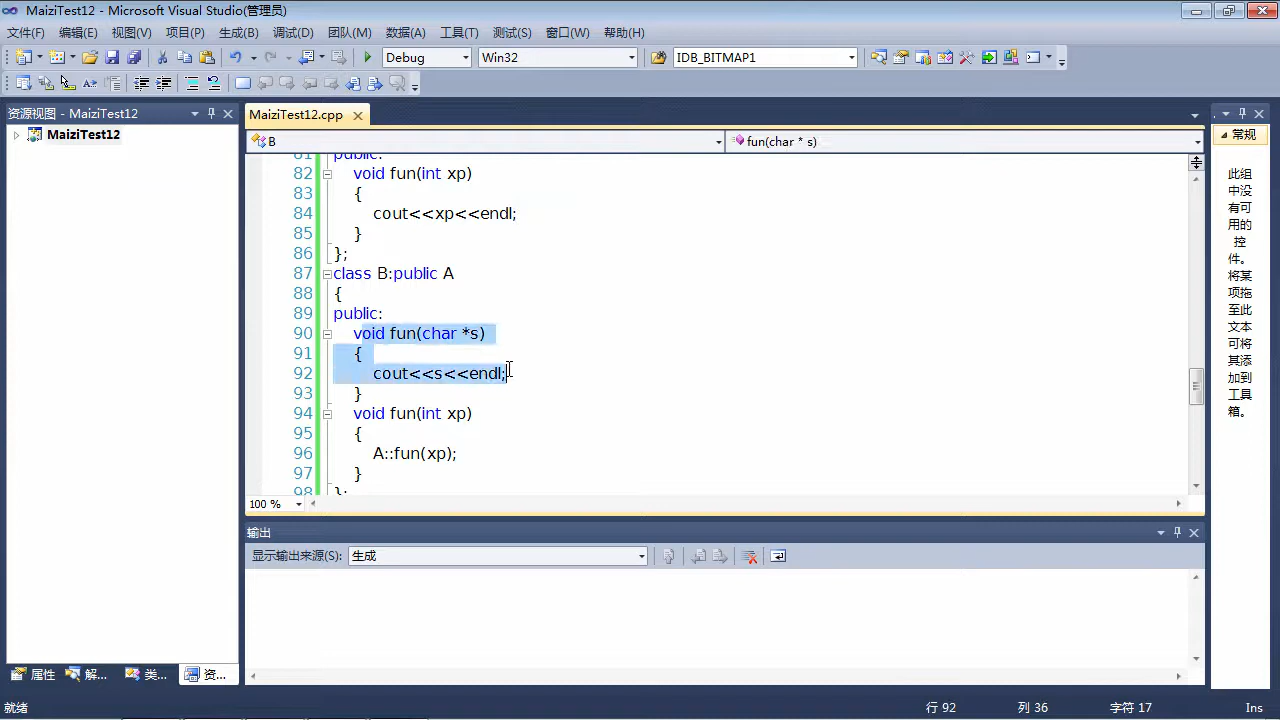 MaiziTest12 - Microsoft Visual Studio(管理员)
文件(F) 编辑(E) 视图(V) 项目(P) 生成(B) 调试(D) 团队(M) 数据(A) 工具(T) 测试(S) 窗口(W) 帮助(H)
Debug Win32 IDB_BITMAP1
资源视图 - MaiziTest12
MaiziTest12
MaiziTest12.cpp
B
fun(char * s)
81 public:
82 void fun(int xp)
83 {
84 cout<<xp<<endl;
85 }
86 };
87 class B:public A
88 {
89 public:
90 void fun(char *s)
91 {
92 cout<<s<<endl;
93 }
94 void fun(int xp)
95 {
96 A::fun(xp);
97 }
98 };
100 %
输出
显示输出来源(S): 生成
常规
此组
中没
有可
用的
控
件。
将某
项拖
至此
文本
可将
其添
加到
工具
箱。
属性 解... 类... 资...
就绪 行 92 列 36 字符 17 Ins